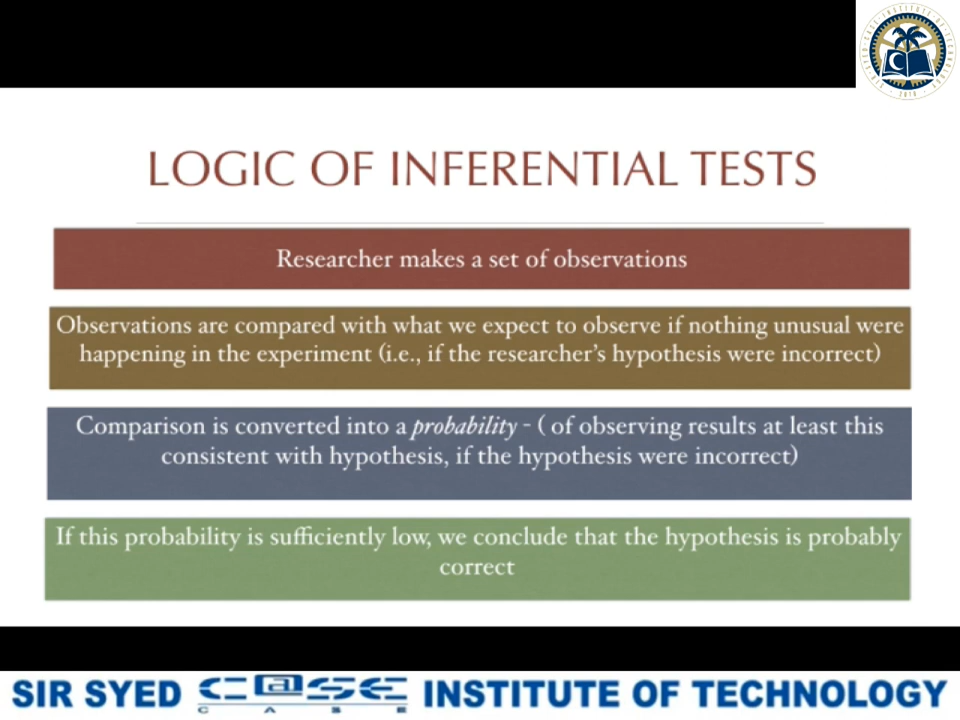 LOGIC OF INFERENTIAL TESTS
Researcher makes a set of observations
Observations are compared with what we expect to observe if nothing unusual were
happening in the experiment (i.e., if the researcher's hypothesis were incorrect)
Comparison is converted into a probability - ( of observing results at least this
consistent with hypothesis, if the hypothesis were incorrect)
If this probability is sufficiently low, we conclude that the hypothesis is probably
correct
SIR SYED C@SE INSTITUTE OF TECHNOLOGY
C A S E